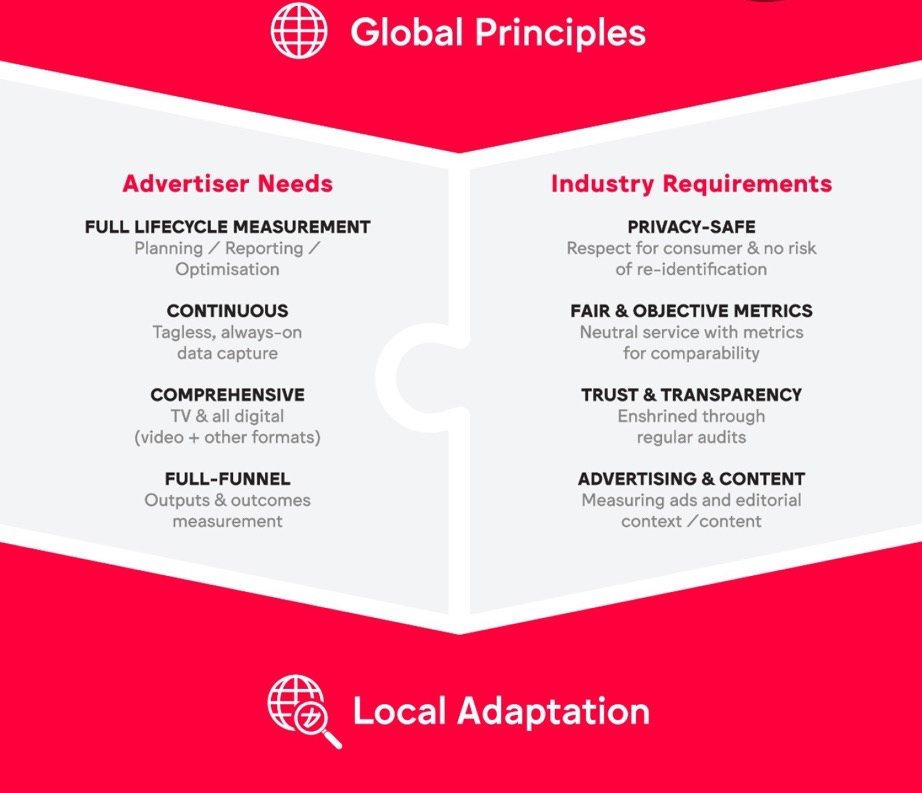 Global Principles
Advertiser Needs
FULL LIFECYCLE MEASUREMENT
Planning / Reporting /
Optimisation
CONTINUOUS
Tagless, always-on
data capture
COMPREHENSIVE
TV & all digital
(video + other formats)
FULL-FUNNEL
Outputs & outcomes
measurement
Industry Requirements
PRIVACY-SAFE
Respect for consumer & no risk
of re-identification
FAIR & OBJECTIVE METRICS
Neutral service with metrics
for comparability
TRUST & TRANSPARENCY
Enshrined through
regular audits
ADVERTISING & CONTENT
Measuring ads and editorial
context /content
Local Adaptation